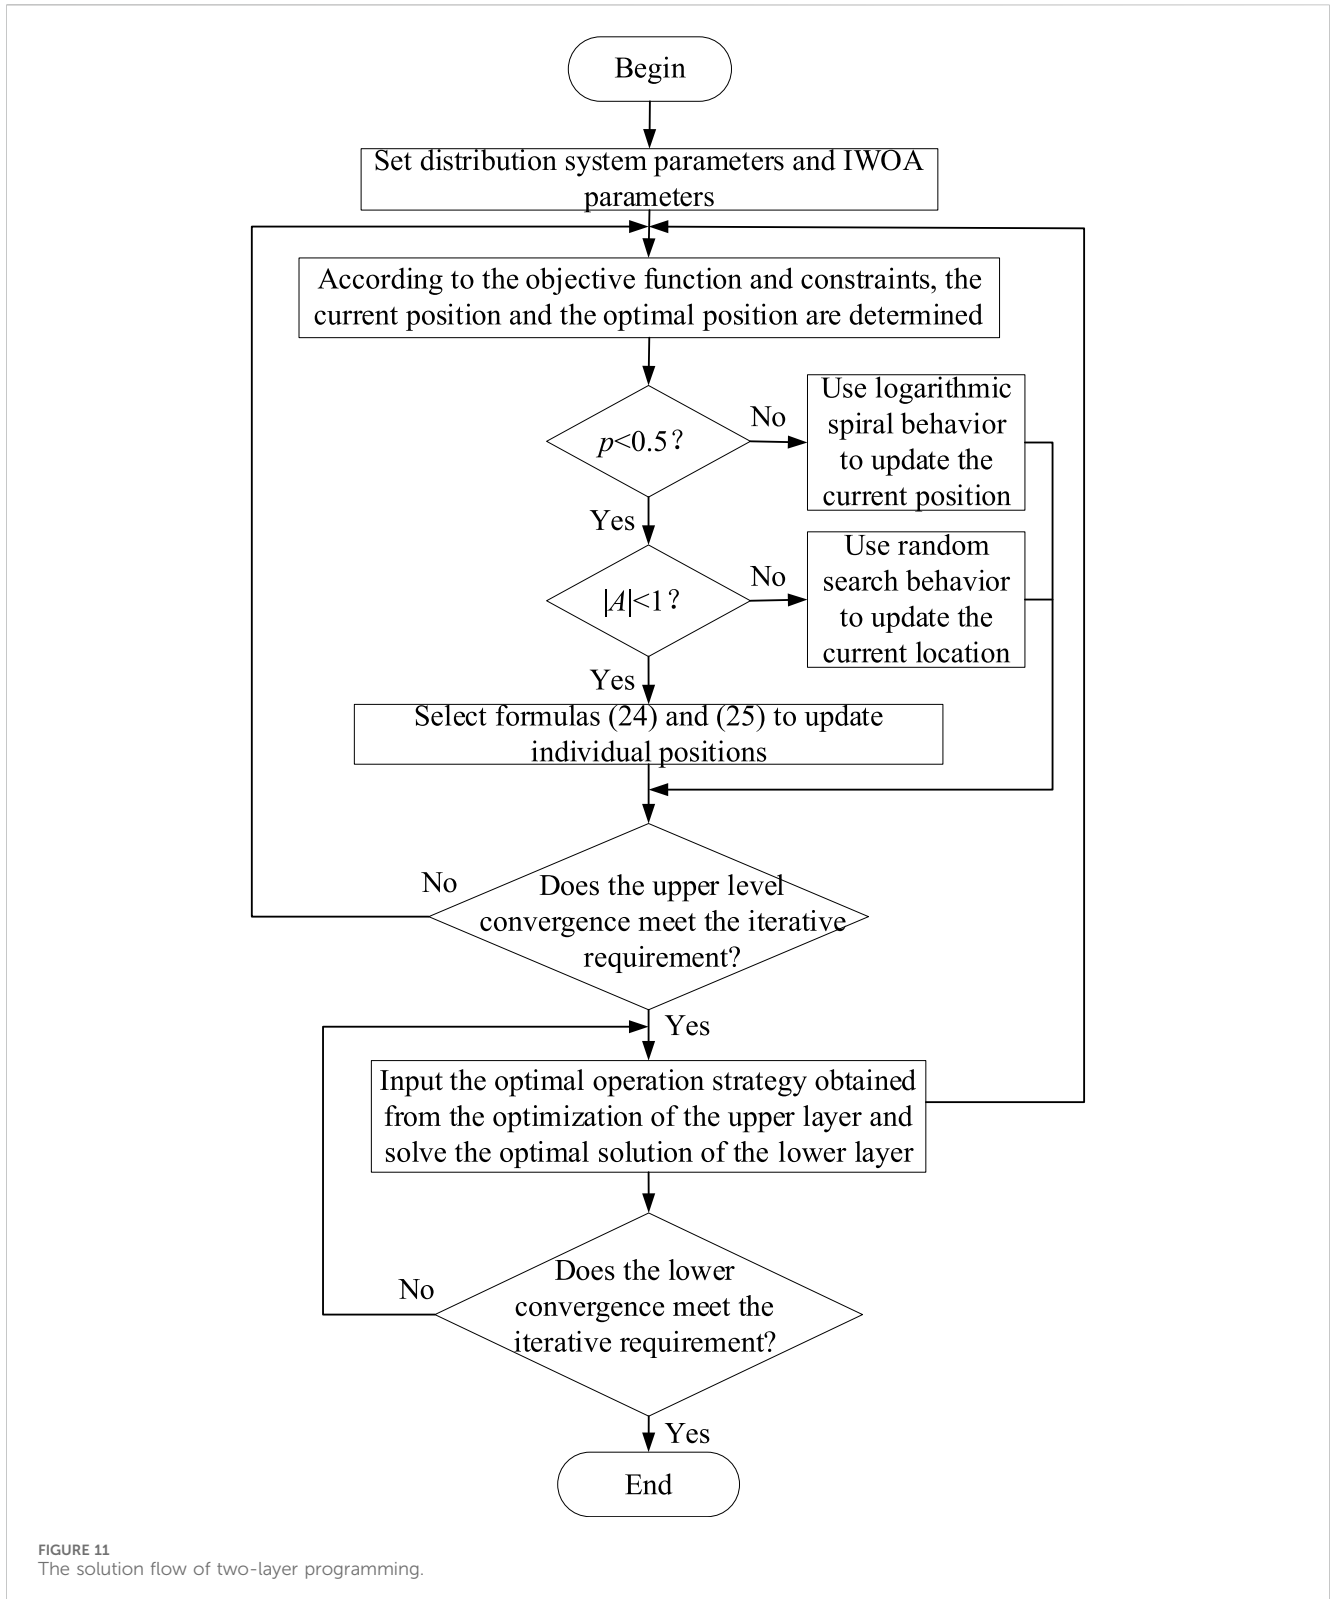 Begin
Set distribution system parameters and IWOA
parameters
According to the objective function and constraints, the
current position and the optimal position are determined
p<0.5?
No
Use logarithmic
spiral behavior
to update the
current position
Yes
|A|<1?
No
Use random
search behavior
to update the
current location
Yes
Select formulas (24) and (25) to update
individual positions
No
Does the upper level
convergence meet the iterative
requirement?
Yes
Input the optimal operation strategy obtained
from the optimization of the upper layer and
solve the optimal solution of the lower layer
No
Does the lower
convergence meet the
iterative requirement?
Yes
End
FIGURE 11
The solution flow of two-layer programming.